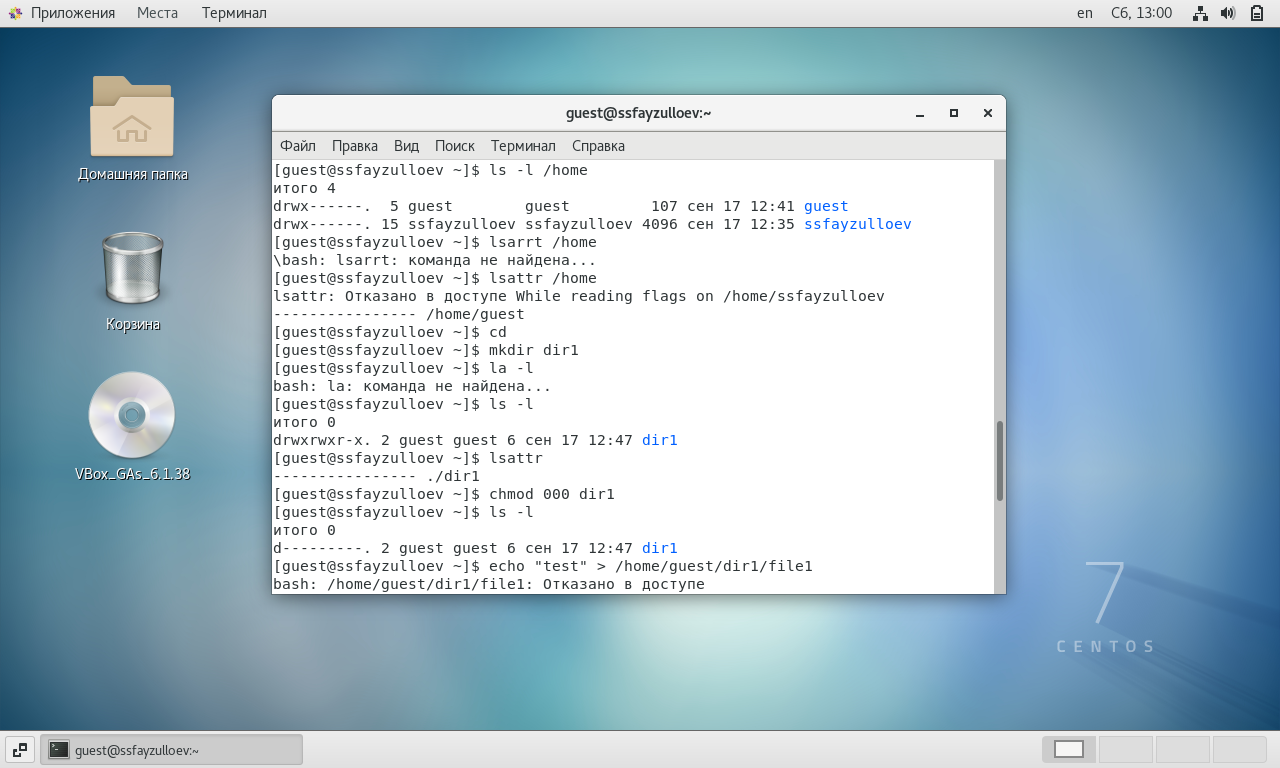 Приложения Места Терминал en Сб, 13:00
guest@ssfayzulloev:~
Файл Правка Вид Поиск Терминал Справка
[guest@ssfayzulloev ~]$ ls -l /home
итого 4
drwx------.  5 guest        guest         107 сен 17 12:41 guest
drwx------. 15 ssfayzulloev ssfayzulloev 4096 сен 17 12:35 ssfayzulloev
[guest@ssfayzulloev ~]$ lsarrt /home
\bash: lsarrt: команда не найдена...
[guest@ssfayzulloev ~]$ lsattr /home
lsattr: Отказано в доступе While reading flags on /home/ssfayzulloev
---------------- /home/guest
[guest@ssfayzulloev ~]$ cd
[guest@ssfayzulloev ~]$ mkdir dir1
[guest@ssfayzulloev ~]$ la -l
bash: la: команда не найдена...
[guest@ssfayzulloev ~]$ ls -l
итого 0
drwxrwxr-x. 2 guest guest 6 сен 17 12:47 dir1
[guest@ssfayzulloev ~]$ lsattr
---------------- ./dir1
[guest@ssfayzulloev ~]$ chmod 000 dir1
[guest@ssfayzulloev ~]$ ls -l
итого 0
d---------. 2 guest guest 6 сен 17 12:47 dir1
[guest@ssfayzulloev ~]$ echo "test" > /home/guest/dir1/file1
bash: /home/guest/dir1/file1: Отказано в доступе
Домашняя папка
Корзина
VBox_GAs_6.1.38
7
CENTOS
guest@ssfayzulloev:~